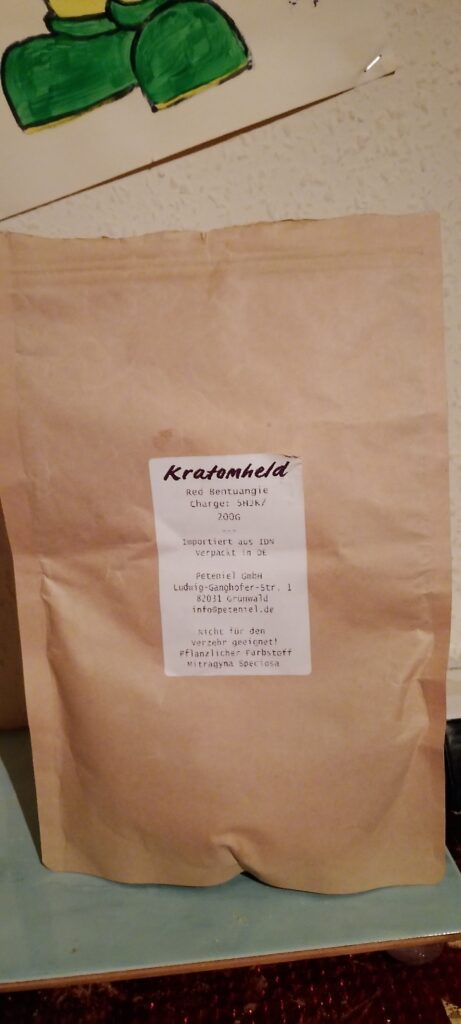 Kratomheld
Red Bentuangie
Charge:
200G
---
Importiert aus IDN
verpackt in DE
Peteniel GmbH
Ludwig-Ganghofer-Str. 1
82031 Grünwald
info@peteniel.de
Nicht für den
verzehr geeignet!
Pflanzlicher Farbstoff
Mitragyna Speciosa